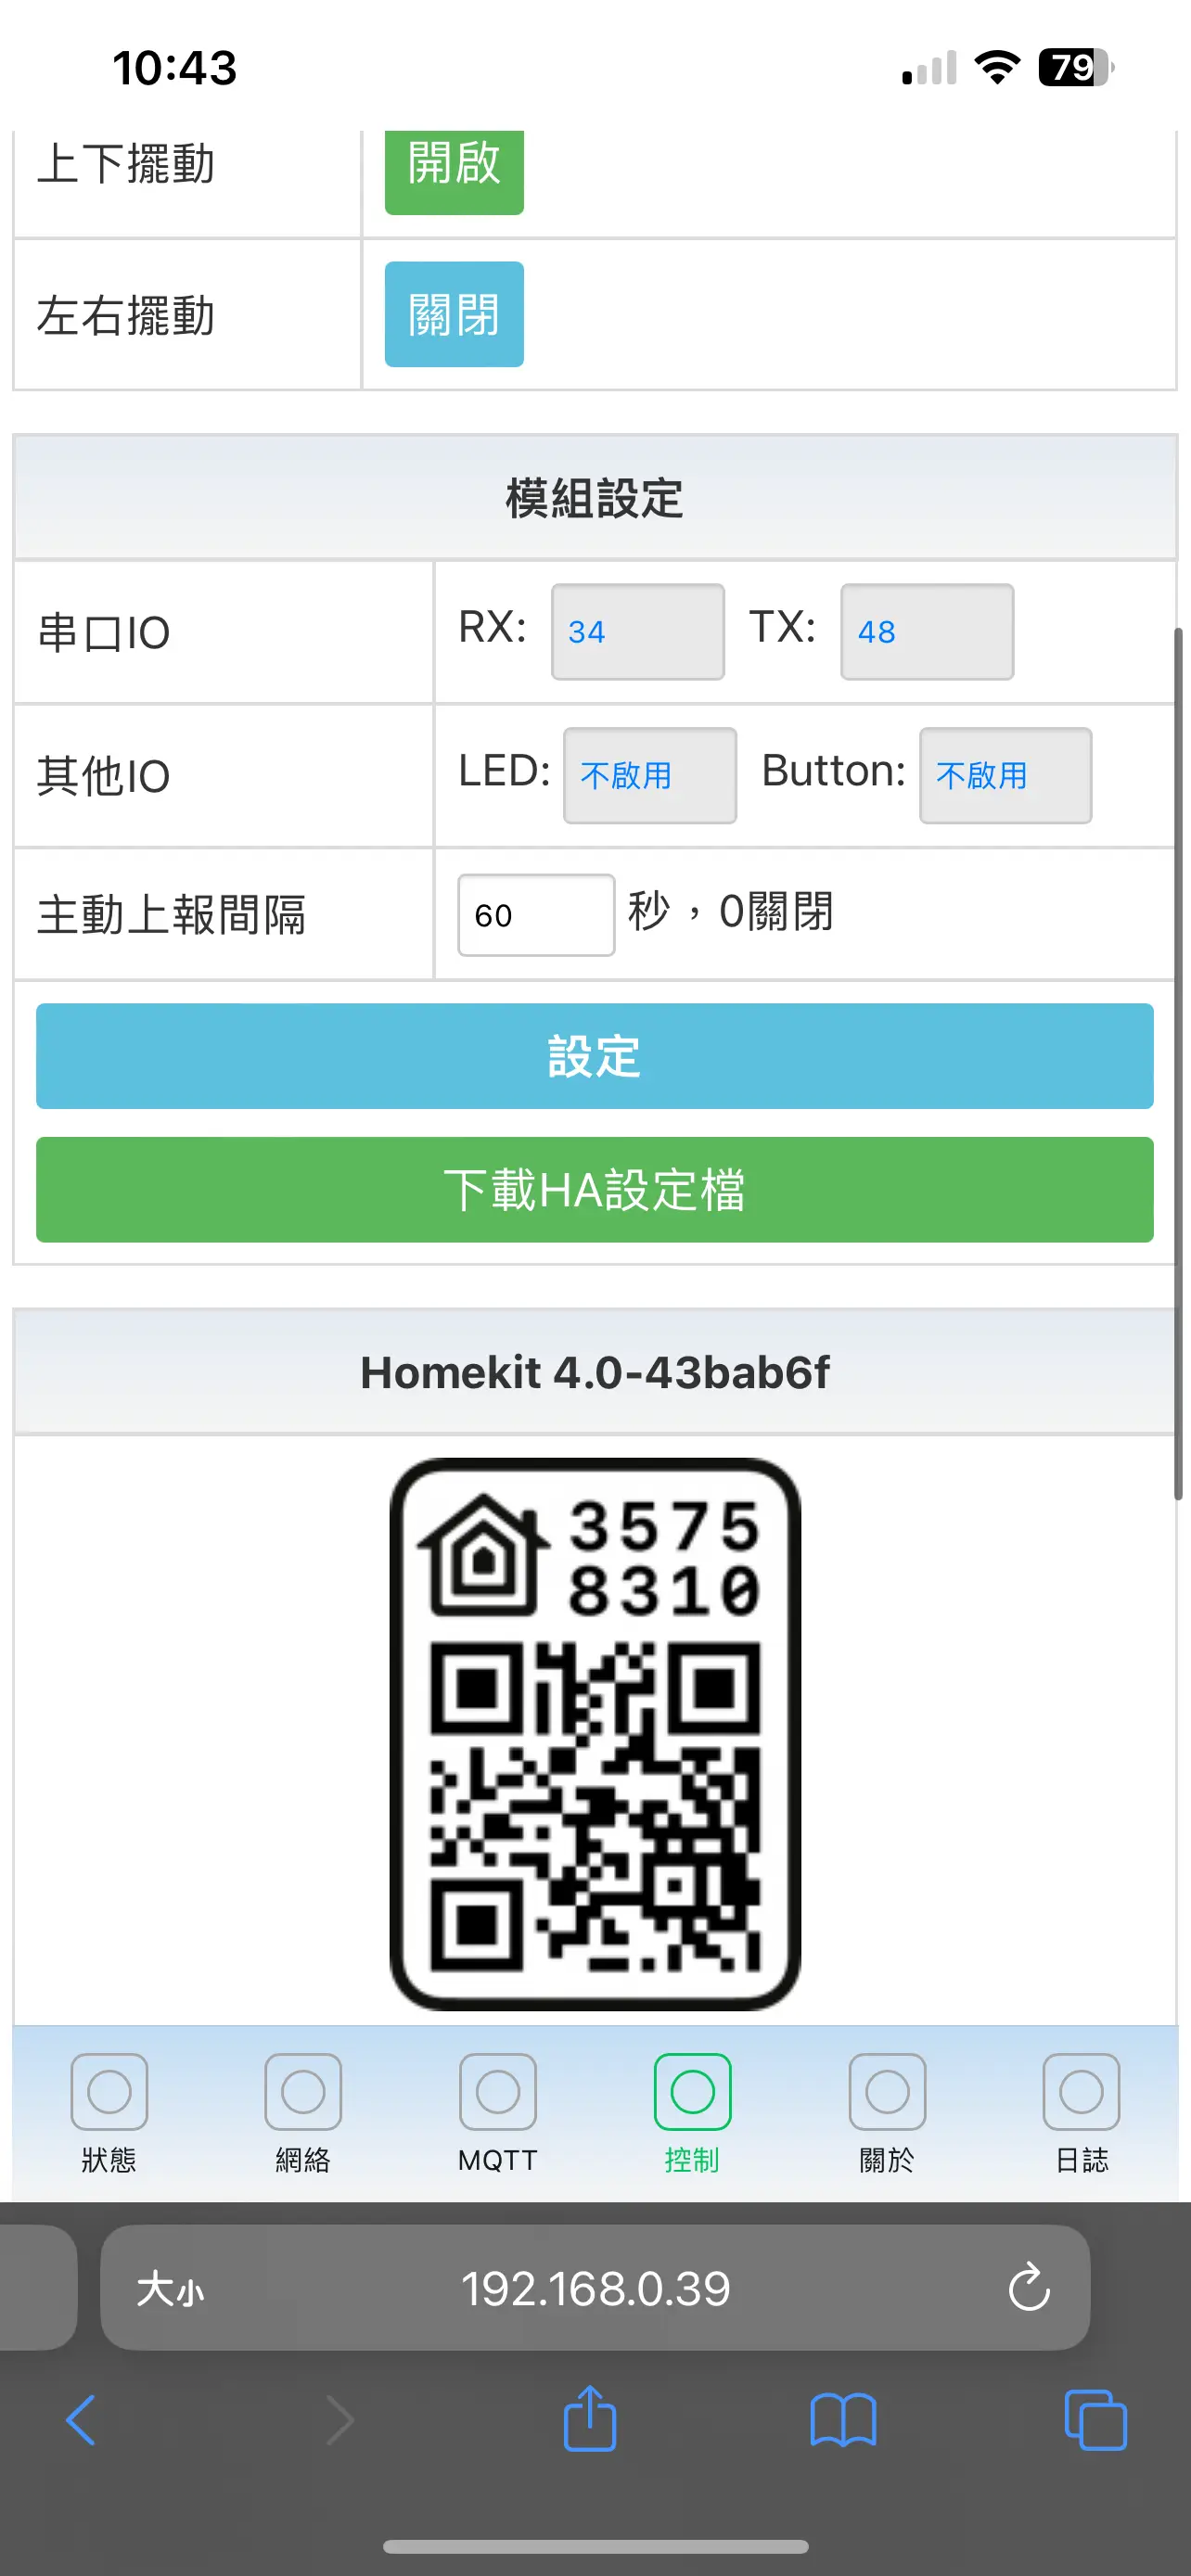 10:43
79
上下擺動 開啟
左右擺動 關閉
模組設定
串口IO RX: 34 TX: 48
其他IO LED: 不啟用 Button: 不啟用
主動上報間隔 60 秒，0關閉
設定
下載HA設定檔
Homekit 4.0-43bab6f
3575
8310
狀態 網絡 MQTT 控制 關於 日誌
大小 192.168.0.39